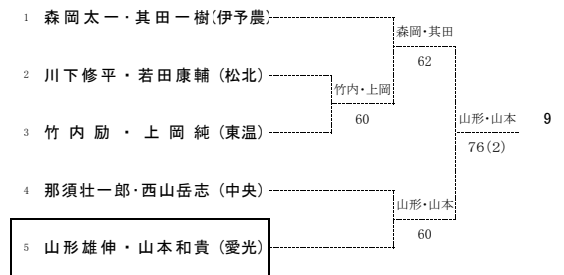 1 森岡太一・其田一樹(伊予農)
森岡・其田
62
2 川下修平・若田康輔(松北)
竹内・上岡
60
3 竹内励・上岡純(東温)
山形・山本 9
76(2)
4 那須壮一郎・西山岳志(中央)
山形・山本
60
5 山形雄伸・山本和貴(愛光)